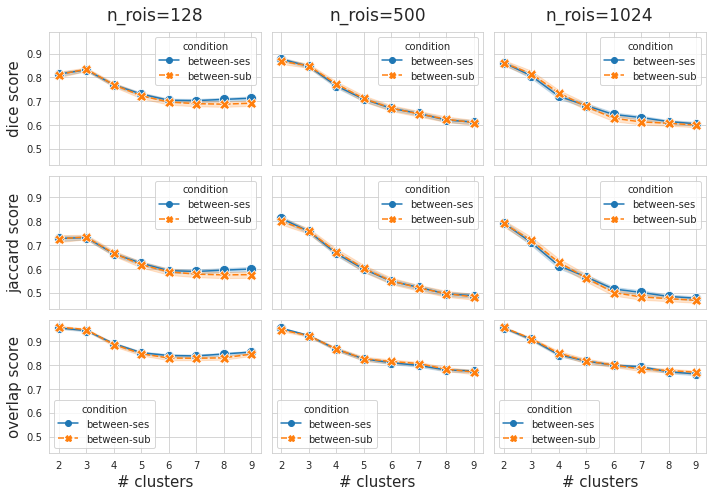 n_rois=128
n_rois=500
n_rois=1024
dice score
0.9
0.8
0.7
0.6
0.5
condition
between-ses
between-sub
condition
between-ses
between-sub
condition
between-ses
between-sub
jaccard score
0.9
0.8
0.7
0.6
0.5
condition
between-ses
between-sub
condition
between-ses
between-sub
condition
between-ses
between-sub
overlap score
0.9
0.8
0.7
0.6
0.5
condition
between-ses
between-sub
condition
between-ses
between-sub
condition
between-ses
between-sub
2 3 4 5 6 7 8 9
2 3 4 5 6 7 8 9
2 3 4 5 6 7 8 9
# clusters
# clusters
# clusters